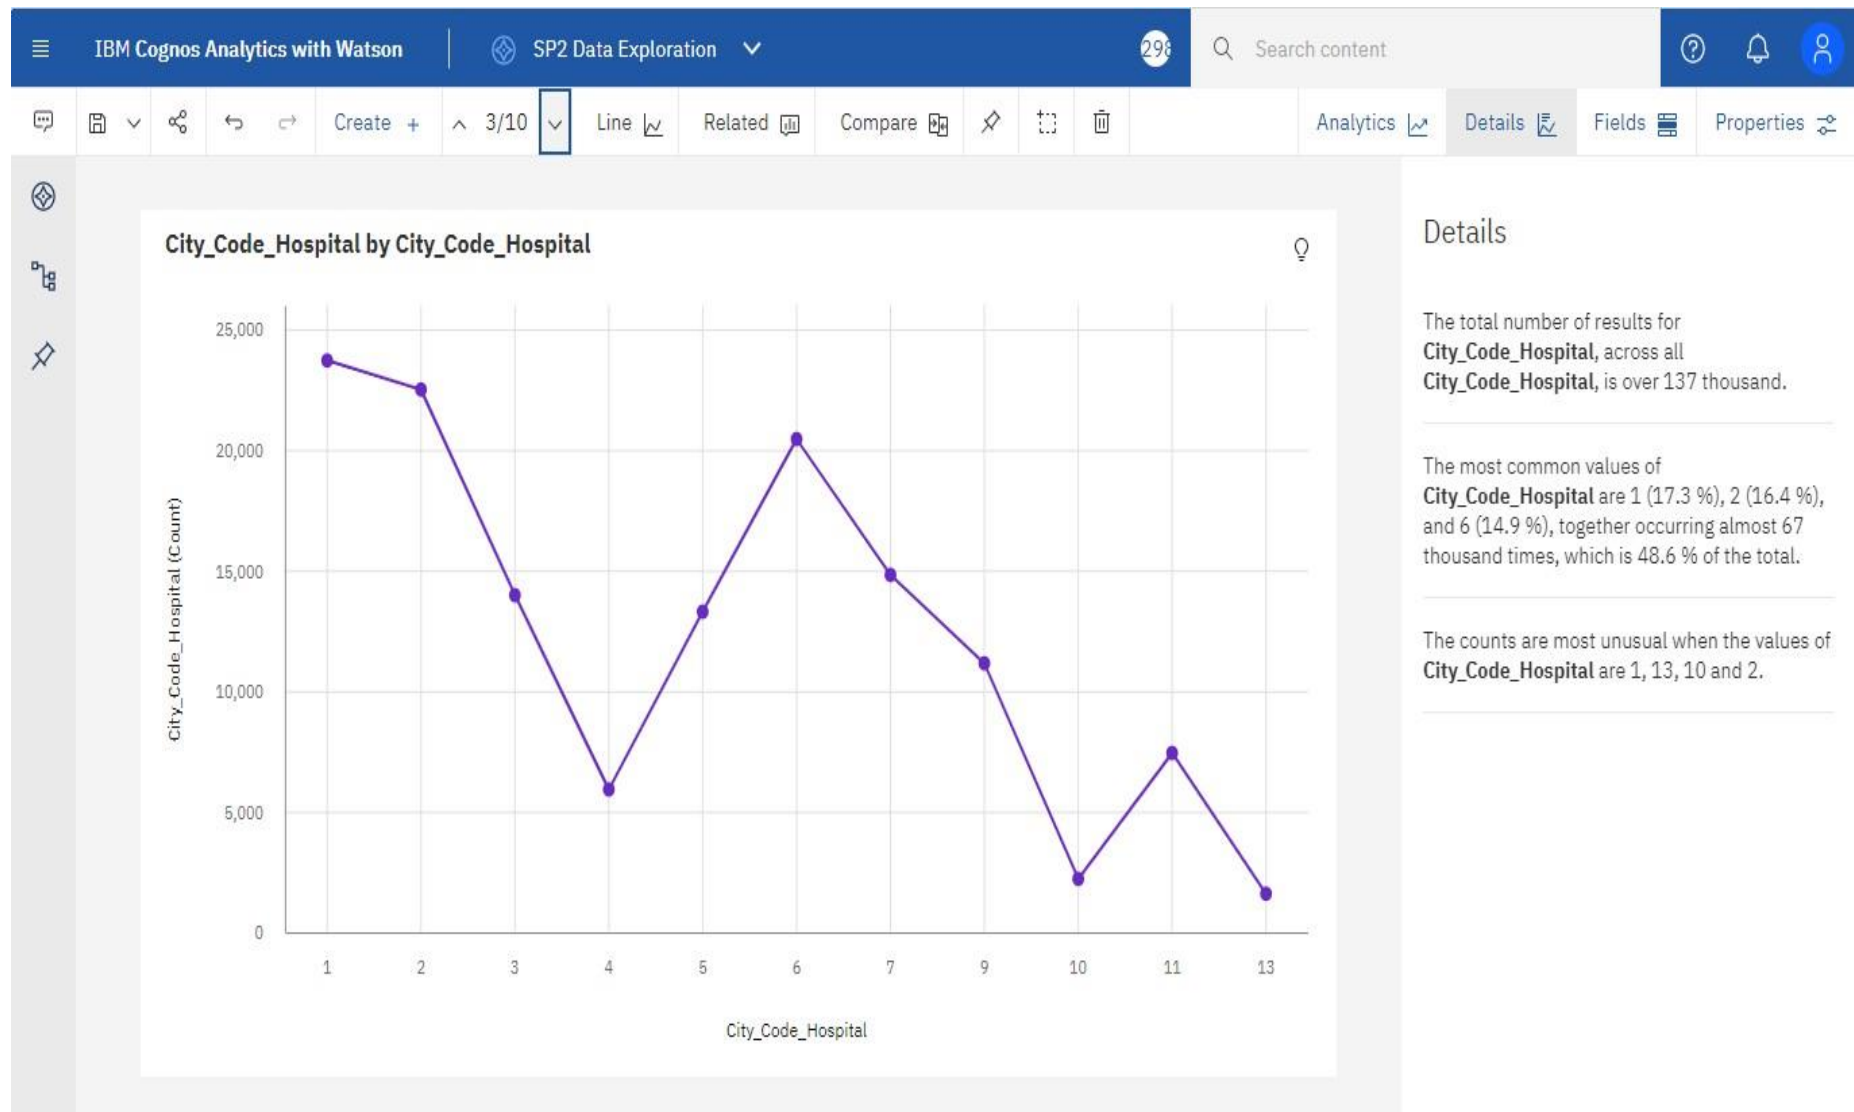 IBM Cognos Analytics with Watson
SP2 Data Exploration
298
Search content
Create +
3/10
Line
Related
Compare
Analytics
Details
Fields
Properties
City_Code_Hospital by City_Code_Hospital
25,000
20,000
15,000
10,000
5,000
0
City_Code_Hospital (Count)
1 2 3 4 5 6 7 9 10 11 13
City_Code_Hospital
Details
The total number of results for
City_Code_Hospital, across all
City_Code_Hospital, is over 137 thousand.
The most common values of
City_Code_Hospital are 1 (17.3 %), 2 (16.4 %),
and 6 (14.9 %), together occurring almost 67
thousand times, which is 48.6 % of the total.
The counts are most unusual when the values of
City_Code_Hospital are 1, 13, 10 and 2.